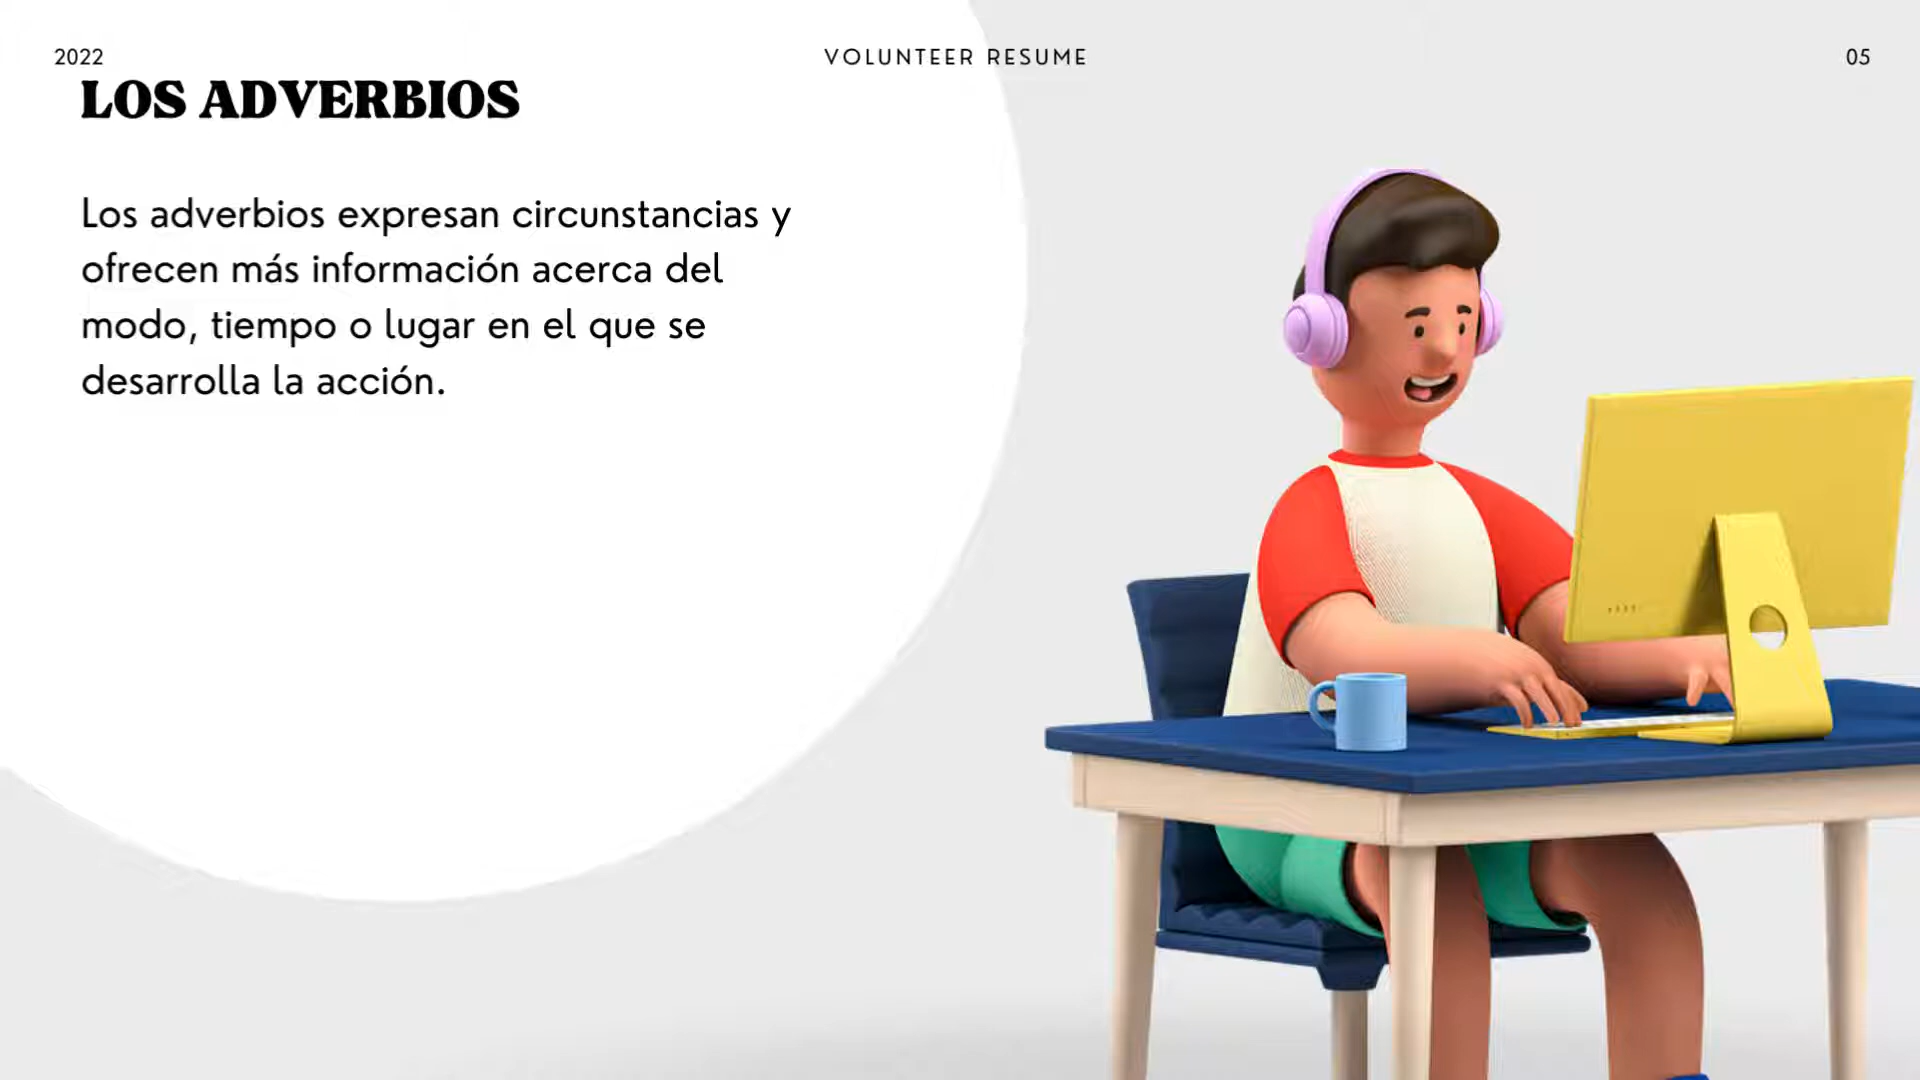 2022
VOLUNTEER RESUME
05
LOS ADVERBIOS
Los adverbios expresan circunstancias y
ofrecen más información acerca del
modo, tiempo o lugar en el que se
desarrolla la acción.